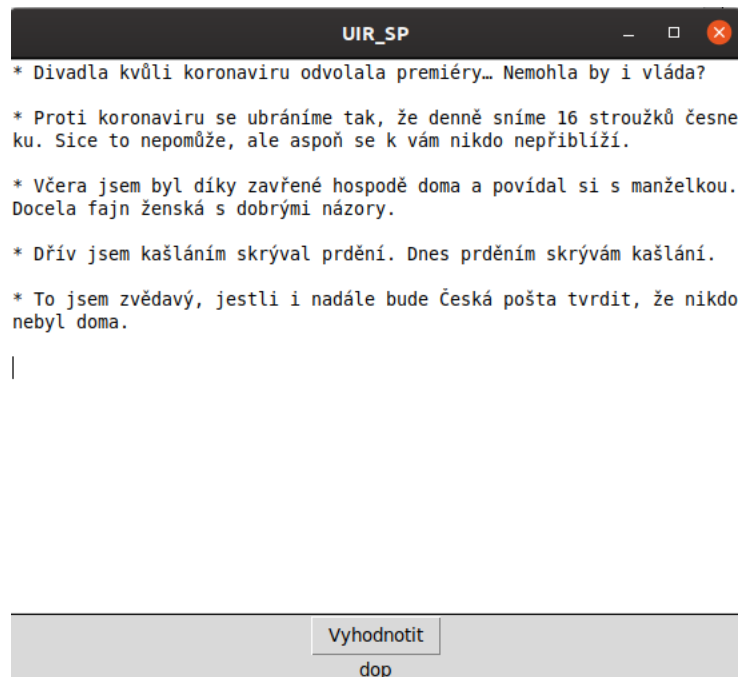 UIR_SP
* Divadla kvůli koronaviru odvolala premiéry… Nemohla by i vláda?
* Proti koronaviru se ubráníme tak, že denně sníme 16 stroužků česne
ku. Sice to nepomůže, ale aspoň se k vám nikdo nepřiblíží.
* Včera jsem byl díky zavřené hospodě doma a povídal si s manželkou.
Docela fajn ženská s dobrými názory.
* Dřív jsem kašláním skrýval prdění. Dnes prděním skrývám kašlání.
* To jsem zvědavý, jestli i nadále bude Česká pošta tvrdit, že nikdo
nebyl doma.
Vyhodnotit
dop